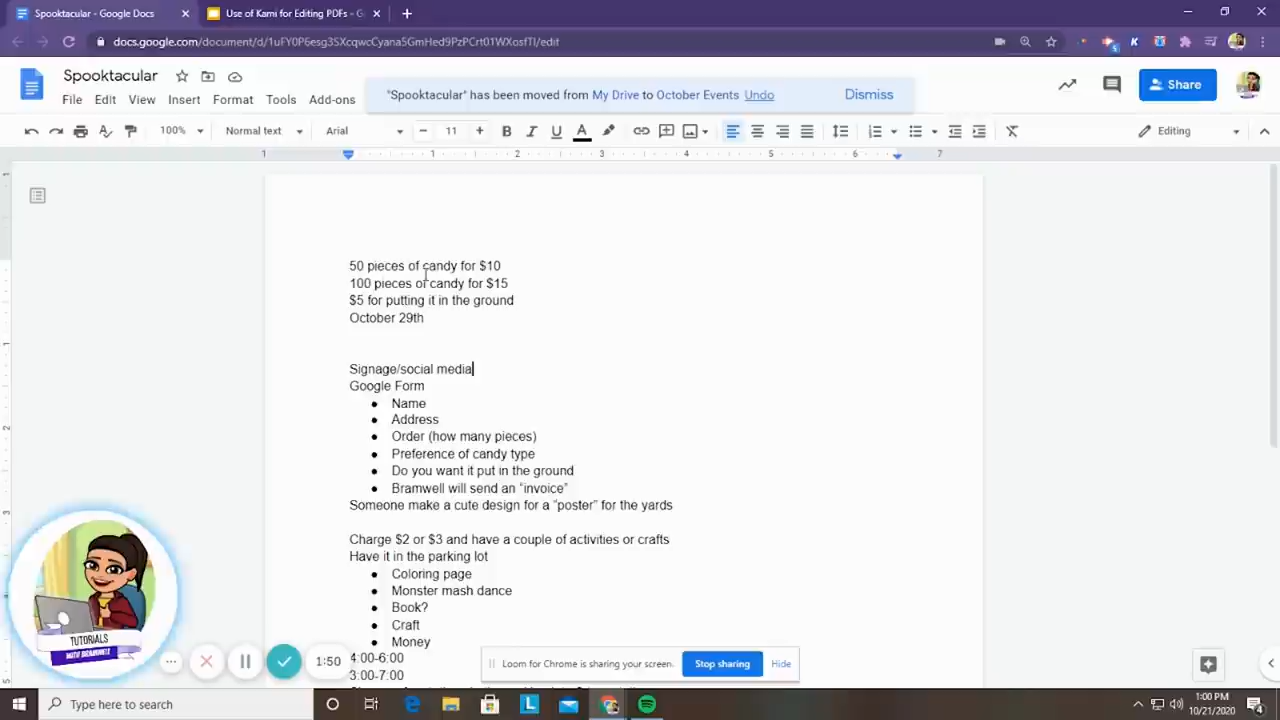 Spooktacular - Google Docs
Use of Kami for Editing PDFs - G
docs.google.com/document/d/1uFY0P6esg3SXcqwcCyana5GmHed9PzPCrt01WXosfTI/edit
Spooktacular
File Edit View Insert Format Tools Add-ons
"Spooktacular" has been moved from My Drive to October Events Undo Dismiss
Share
100% Normal text Arial 11 Editing
1 1 2 3 4 5 6 7
50 pieces of candy for $10
100 pieces of candy for $15
$5 for putting it in the ground
October 29th
Signage/social media
Google Form
● Name
● Address
● Order (how many pieces)
● Preference of candy type
● Do you want it put in the ground
● Bramwell will send an “invoice”
Someone make a cute design for a “poster” for the yards
Charge $2 or $3 and have a couple of activities or crafts
Have it in the parking lot
● Coloring page
● Monster mash dance
● Book?
● Craft
● Money
4:00-6:00
3:00-7:00
TUTORIALS
WITH BRAMWELL
1:50
Loom for Chrome is sharing your screen. Stop sharing Hide
Type here to search
1:00 PM
10/21/2020